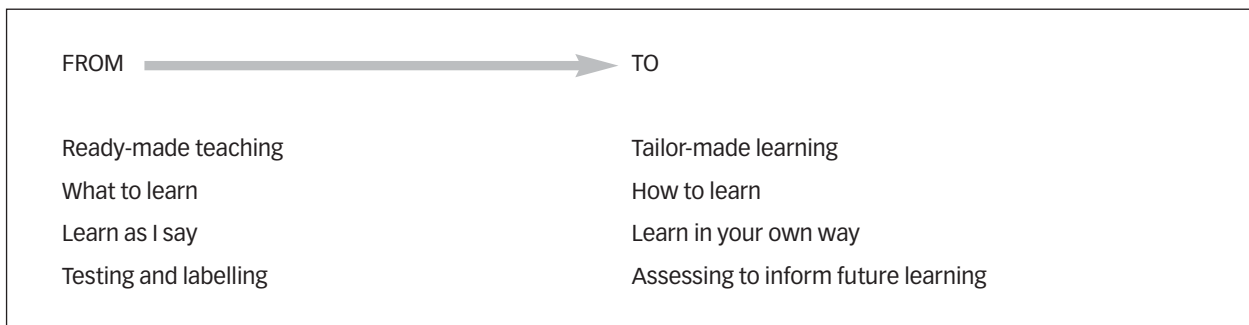 FROM TO
Ready-made teaching Tailor-made learning
What to learn How to learn
Learn as I say Learn in your own way
Testing and labelling Assessing to inform future learning